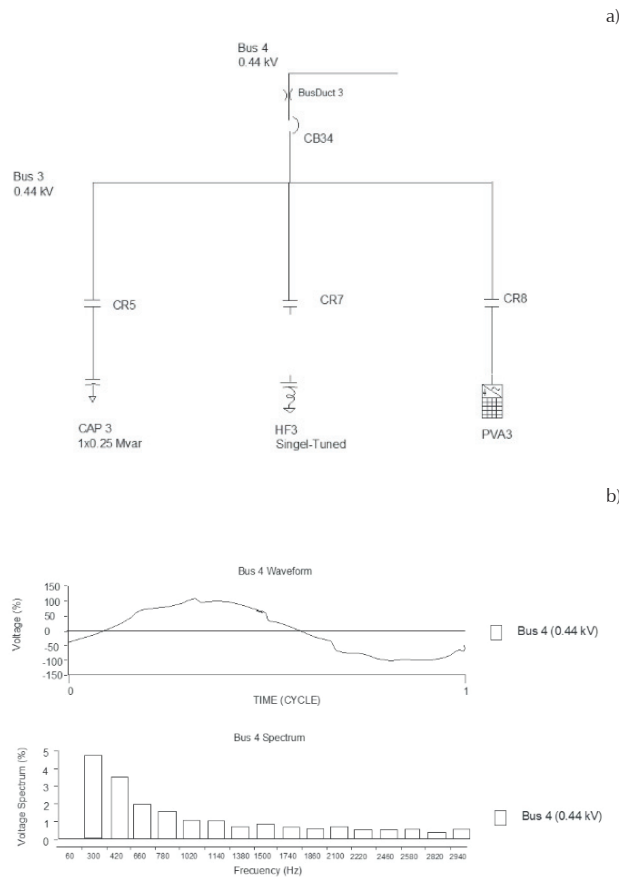 a)
Bus 4
0.44 kV
BusDuct 3
CB34
Bus 3
0.44 kV
CR5
CR7
CR8
CAP 3
1x0.25 Mvar
HF3
Singel-Tuned
PVA3
b)
Bus 4 Waveform
Voltage (%)
150
100
50
0
-50
-100
-150
0
1
TIME (CYCLE)
Bus 4 (0.44 kV)
Bus 4 Spectrum
Voltage Spectrum (%)
5
4
3
2
1
0
60 300 420 660 780 1020 1140 1380 1500 1740 1860 2100 2220 2460 2580 2820 2940
Frecuency (Hz)
Bus 4 (0.44 kV)